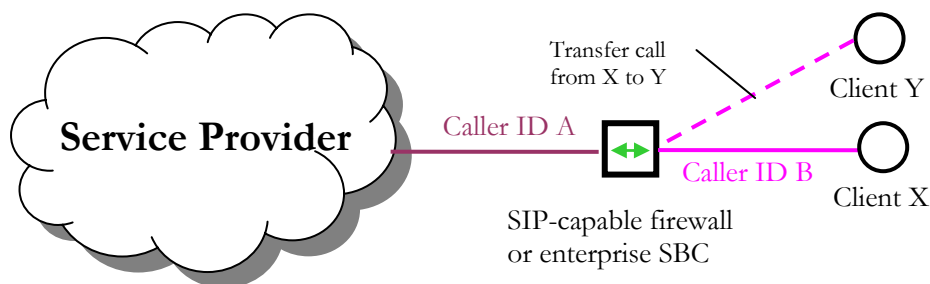 Transfer call
from X to Y
Client Y
Service Provider
Caller ID A
Caller ID B
Client X
SIP-capable firewall
or enterprise SBC